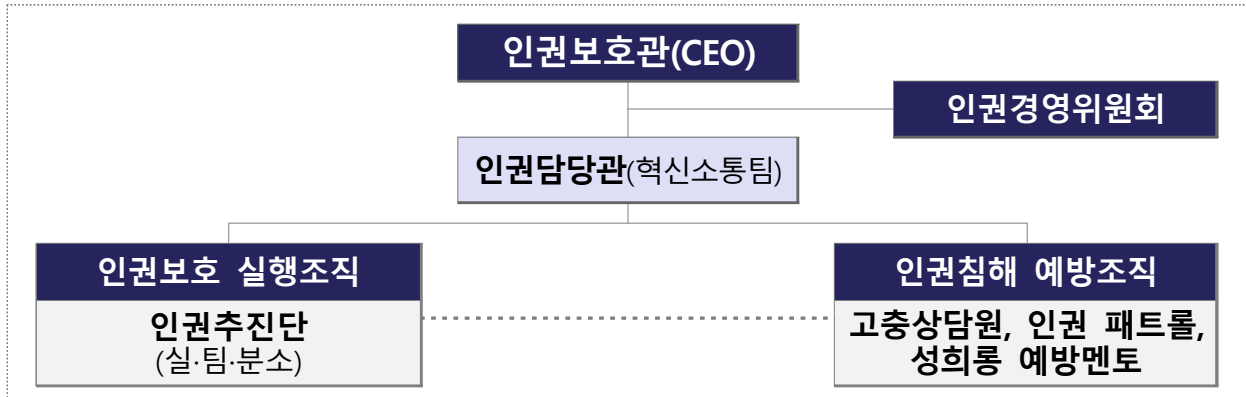 인권보호관(CEO)
인권경영위원회
인권담당관(혁신소통팀)
인권보호 실행조직
인권추진단
(실·팀·분소)
인권침해 예방조직
고충상담원, 인권 패트롤,
성희롱 예방멘토